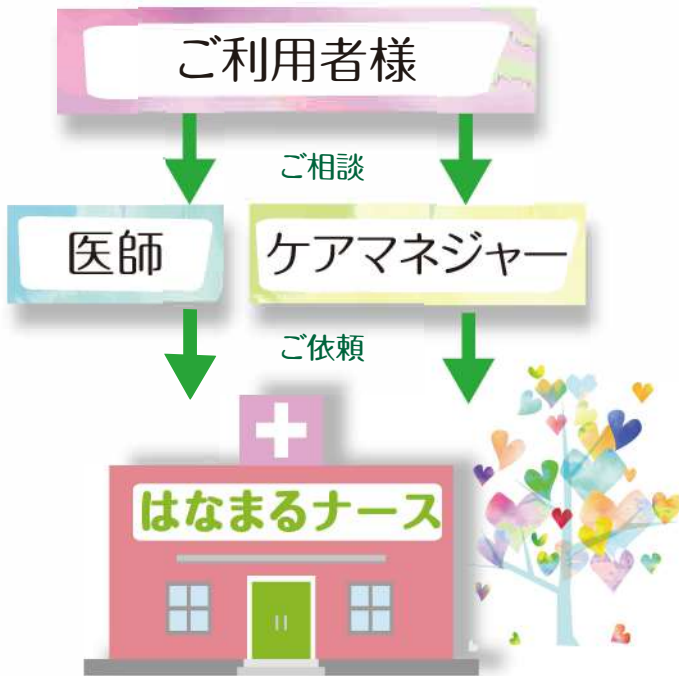 ご利用者様
ご相談
医師
ケアマネジャー
ご依頼
はなまるナース